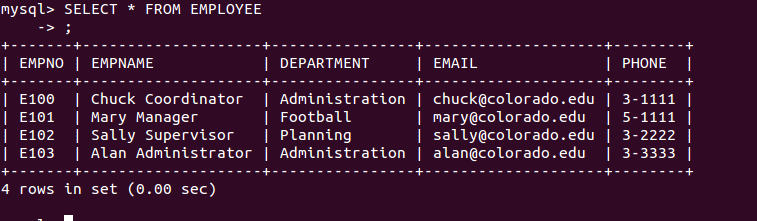 mysql> SELECT * FROM EMPLOYEE
    -> ;
+-------+--------------------+----------------+--------------------+--------+
| EMPNO | EMPNAME            | DEPARTMENT     | EMAIL              | PHONE  |
+-------+--------------------+----------------+--------------------+--------+
| E100  | Chuck Coordinator  | Administration | chuck@colorado.edu | 3-1111 |
| E101  | Mary Manager       | Football       | mary@colorado.edu  | 5-1111 |
| E102  | Sally Supervisor   | Planning       | sally@colorado.edu | 3-2222 |
| E103  | Alan Administrator | Administration | alan@colorado.edu  | 3-3333 |
+-------+--------------------+----------------+--------------------+--------+
4 rows in set (0.00 sec)